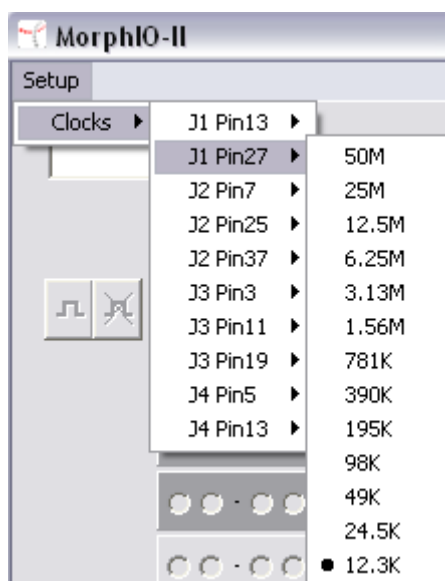 MorphIO-II
Setup
Clocks
J1 Pin13
J1 Pin27
J2 Pin7
J2 Pin25
J2 Pin37
J3 Pin3
J3 Pin11
J3 Pin19
J4 Pin5
J4 Pin13
50M
25M
12.5M
6.25M
3.13M
1.56M
781K
390K
195K
98K
49K
24.5K
12.3K